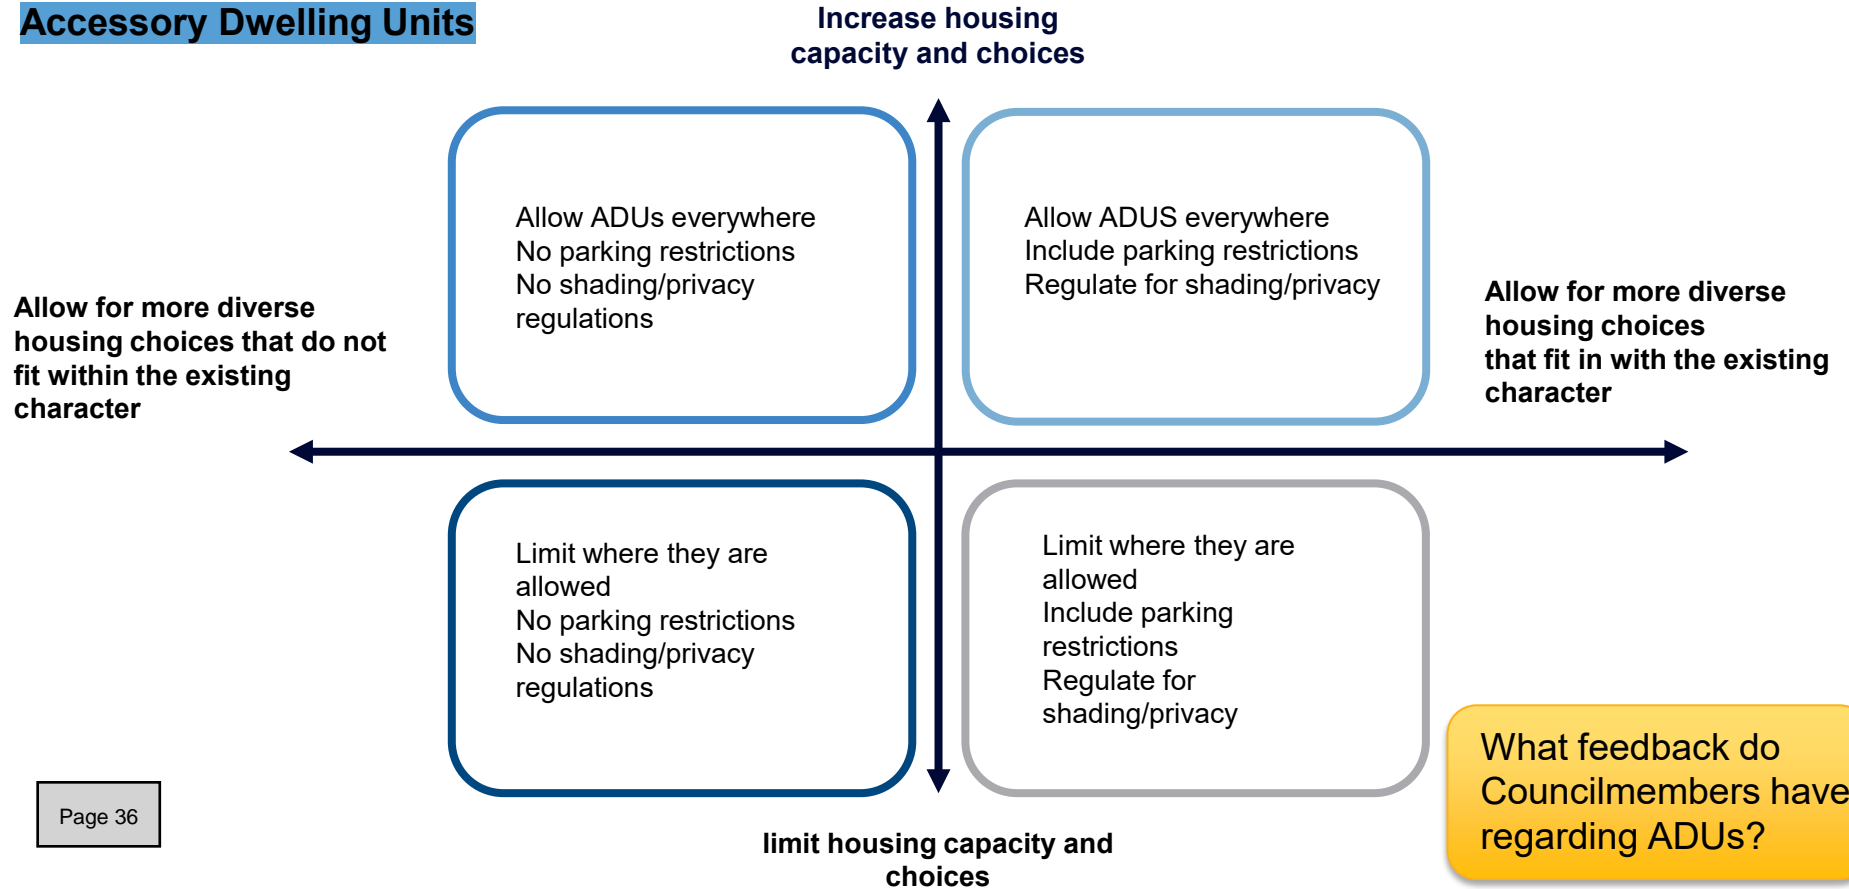 Accessory Dwelling Units
Increase housing
capacity and choices
Allow ADUs everywhere
No parking restrictions
No shading/privacy
regulations
Allow ADUS everywhere
Include parking restrictions
Regulate for shading/privacy
Allow for more diverse
housing choices that do not
fit within the existing
character
Allow for more diverse
housing choices
that fit in with the existing
character
Limit where they are
allowed
No parking restrictions
No shading/privacy
regulations
Limit where they are
allowed
Include parking
restrictions
Regulate for
shading/privacy
What feedback do
Councilmembers have
regarding ADUs?
Page 36
limit housing capacity and
choices